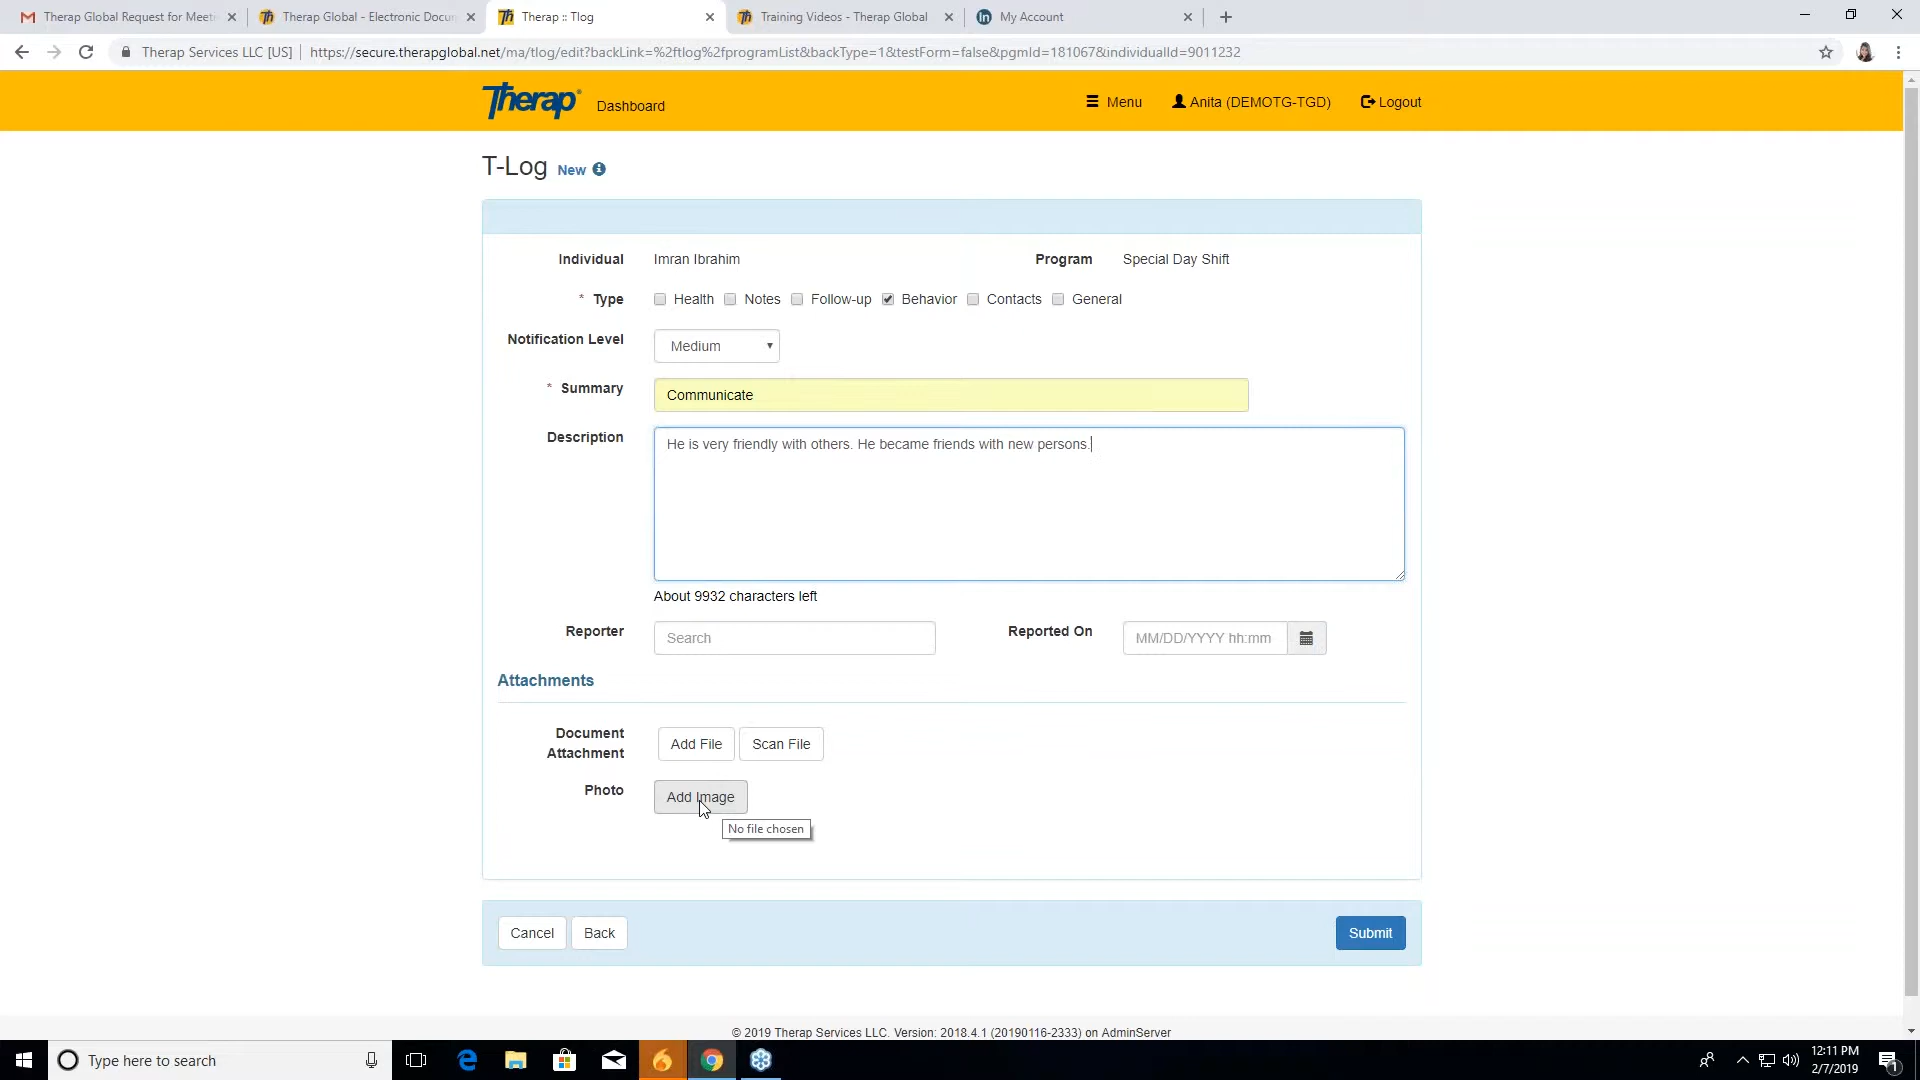 Therap Global Request for Meet
Therap Global - Electronic Docu
Therap :: Tlog
Training Videos - Therap Global
My Account
Therap Services LLC [US]
https://secure.therapglobal.net/ma/tlog/edit?backLink=%2ftlog%2fprogramList&backType=1&testForm=false&pgmId=181067&individualId=9011232
Therap
Dashboard
Menu
Anita (DEMOTG-TGD)
Logout
T-Log New
Individual Imran Ibrahim Program Special Day Shift
* Type Health Notes Follow-up Behavior Contacts General
Notification Level Medium
* Summary Communicate
Description He is very friendly with others. He became friends with new persons.
About 9932 characters left
Reporter Search Reported On MM/DD/YYYY hh:mm
Attachments
Document
Attachment
Add File Scan File
Photo Add Image
No file chosen
Cancel Back Submit
© 2019 Therap Services LLC. Version: 2018.4.1 (20190116-2333) on AdminServer
Type here to search
12:11 PM
2/7/2019
1